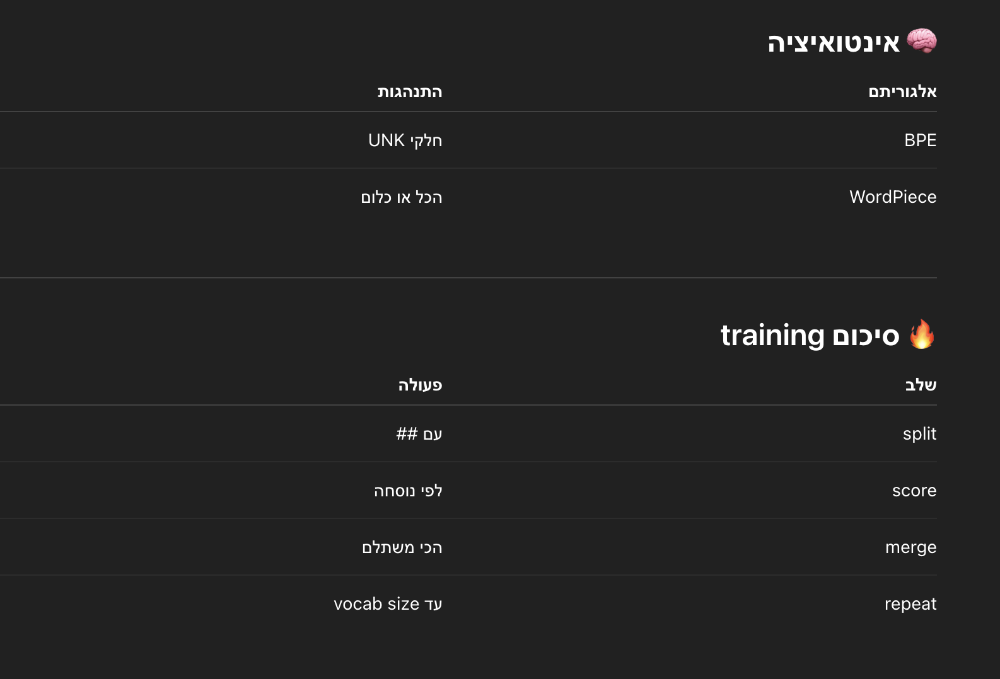 🧠 אינטואיציה
אלגוריתם התנהגות
BPE חלקי UNK
WordPiece הכל או כלום
🔥 סיכום training
שלב פעולה
split עם ##
score לפי נוסחה
merge הכי משתלם
repeat עד vocab size